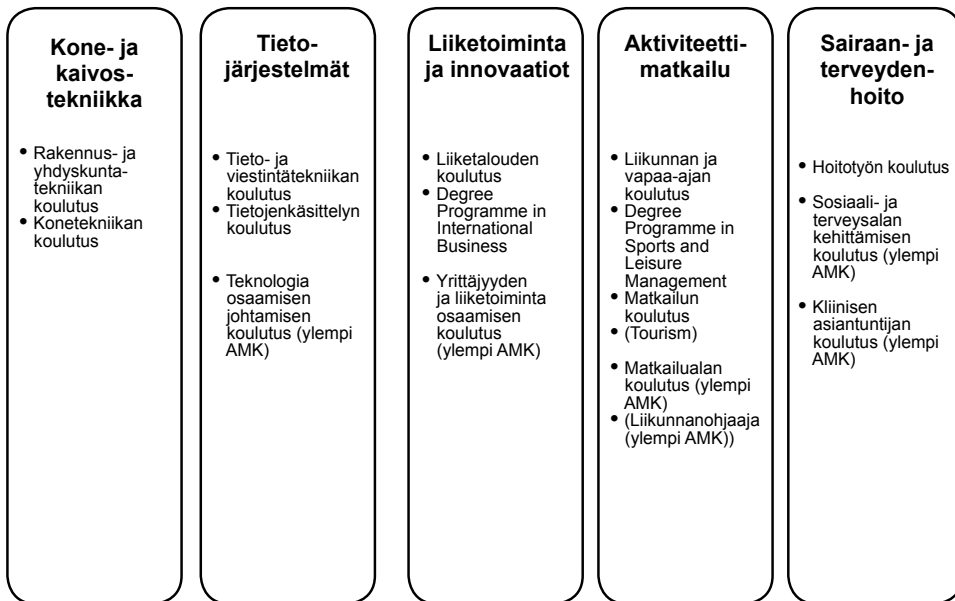 Kone- ja
kaivos-
tekniikka
• Rakennus- ja
yhdyskunta-
tekniikan
koulutus
• Konetekniikan
koulutus
Tieto-
järjestelmät
• Tieto- ja
viestintätekniikan
koulutus
• Tietojenkäsittelyn
koulutus
• Teknologia
osaamisen
johtamisen
koulutus (ylempi
AMK)
Liiketoiminta
ja innovaatiot
• Liiketalouden
koulutus
• Degree
Programme in
International
Business
• Yrittäjyyden
ja liiketoiminta
osaamisen
koulutus
(ylempi AMK)
Aktiviteetti-
matkailu
• Liikunnan ja
vapaa-ajan
koulutus
• Degree
Programme in
Sports and
Leisure
Management
• Matkailun
koulutus
• (Tourism)
• Matkailualan
koulutus (ylempi
AMK)
• (Liikunnanohjaaja
(ylempi AMK))
Sairaan- ja
terveyden-
hoito
• Hoitotyön koulutus
• Sosiaali- ja
terveysalan
kehittämisen
koulutus (ylempi
AMK)
• Kliinisen
asiantuntijan
koulutus (ylempi
AMK)